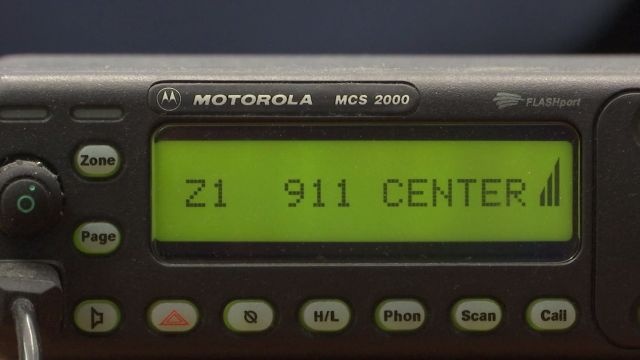 MOTOROLA MCS 2000
FLASHport
Zone
Z1 911 CENTER
Page
H/L
Phon
Scan
Call